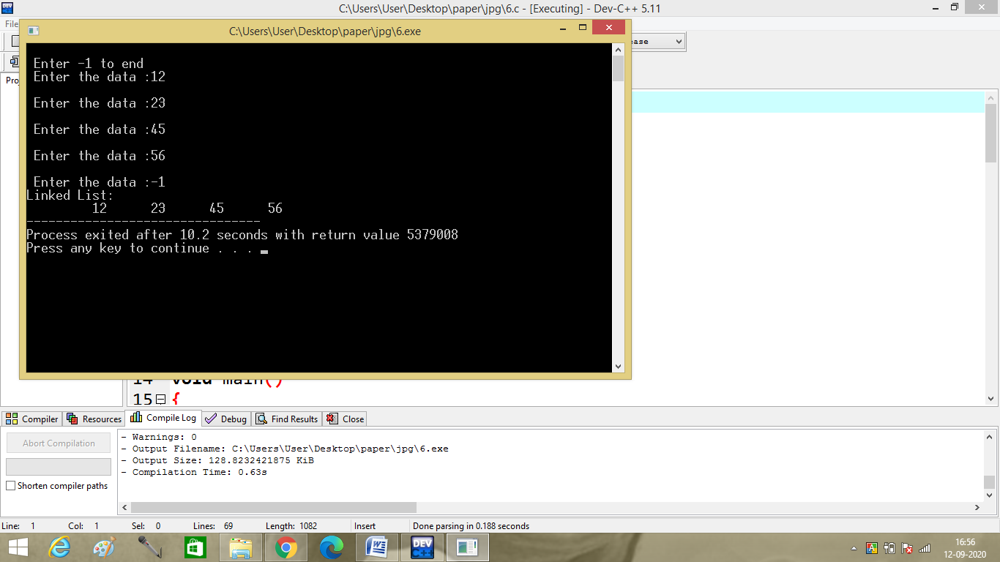 C:\Users\User\Desktop\paper\jpg\6.c - [Executing] - Dev-C++ 5.11
File
C:\Users\User\Desktop\paper\jpg\6.exe
Enter -1 to end
Enter the data :12
Enter the data :23
Enter the data :45
Enter the data :56
Enter the data :-1
Linked List:
12 23 45 56
--------------------------------
Process exited after 10.2 seconds with return value 5379008
Press any key to continue . . .
14 void main()
15 {
Compiler Resources Compile Log Debug Find Results Close
Abort Compilation
Shorten compiler paths
- Warnings: 0
- Output Filename: C:\Users\User\Desktop\paper\jpg\6.exe
- Output Size: 128.8232421875 KiB
- Compilation Time: 0.63s
Line: 1 Col: 1 Sel: 0 Lines: 69 Length: 1082 Insert Done parsing in 0.188 seconds
DEV C++
16:56
12-09-2020